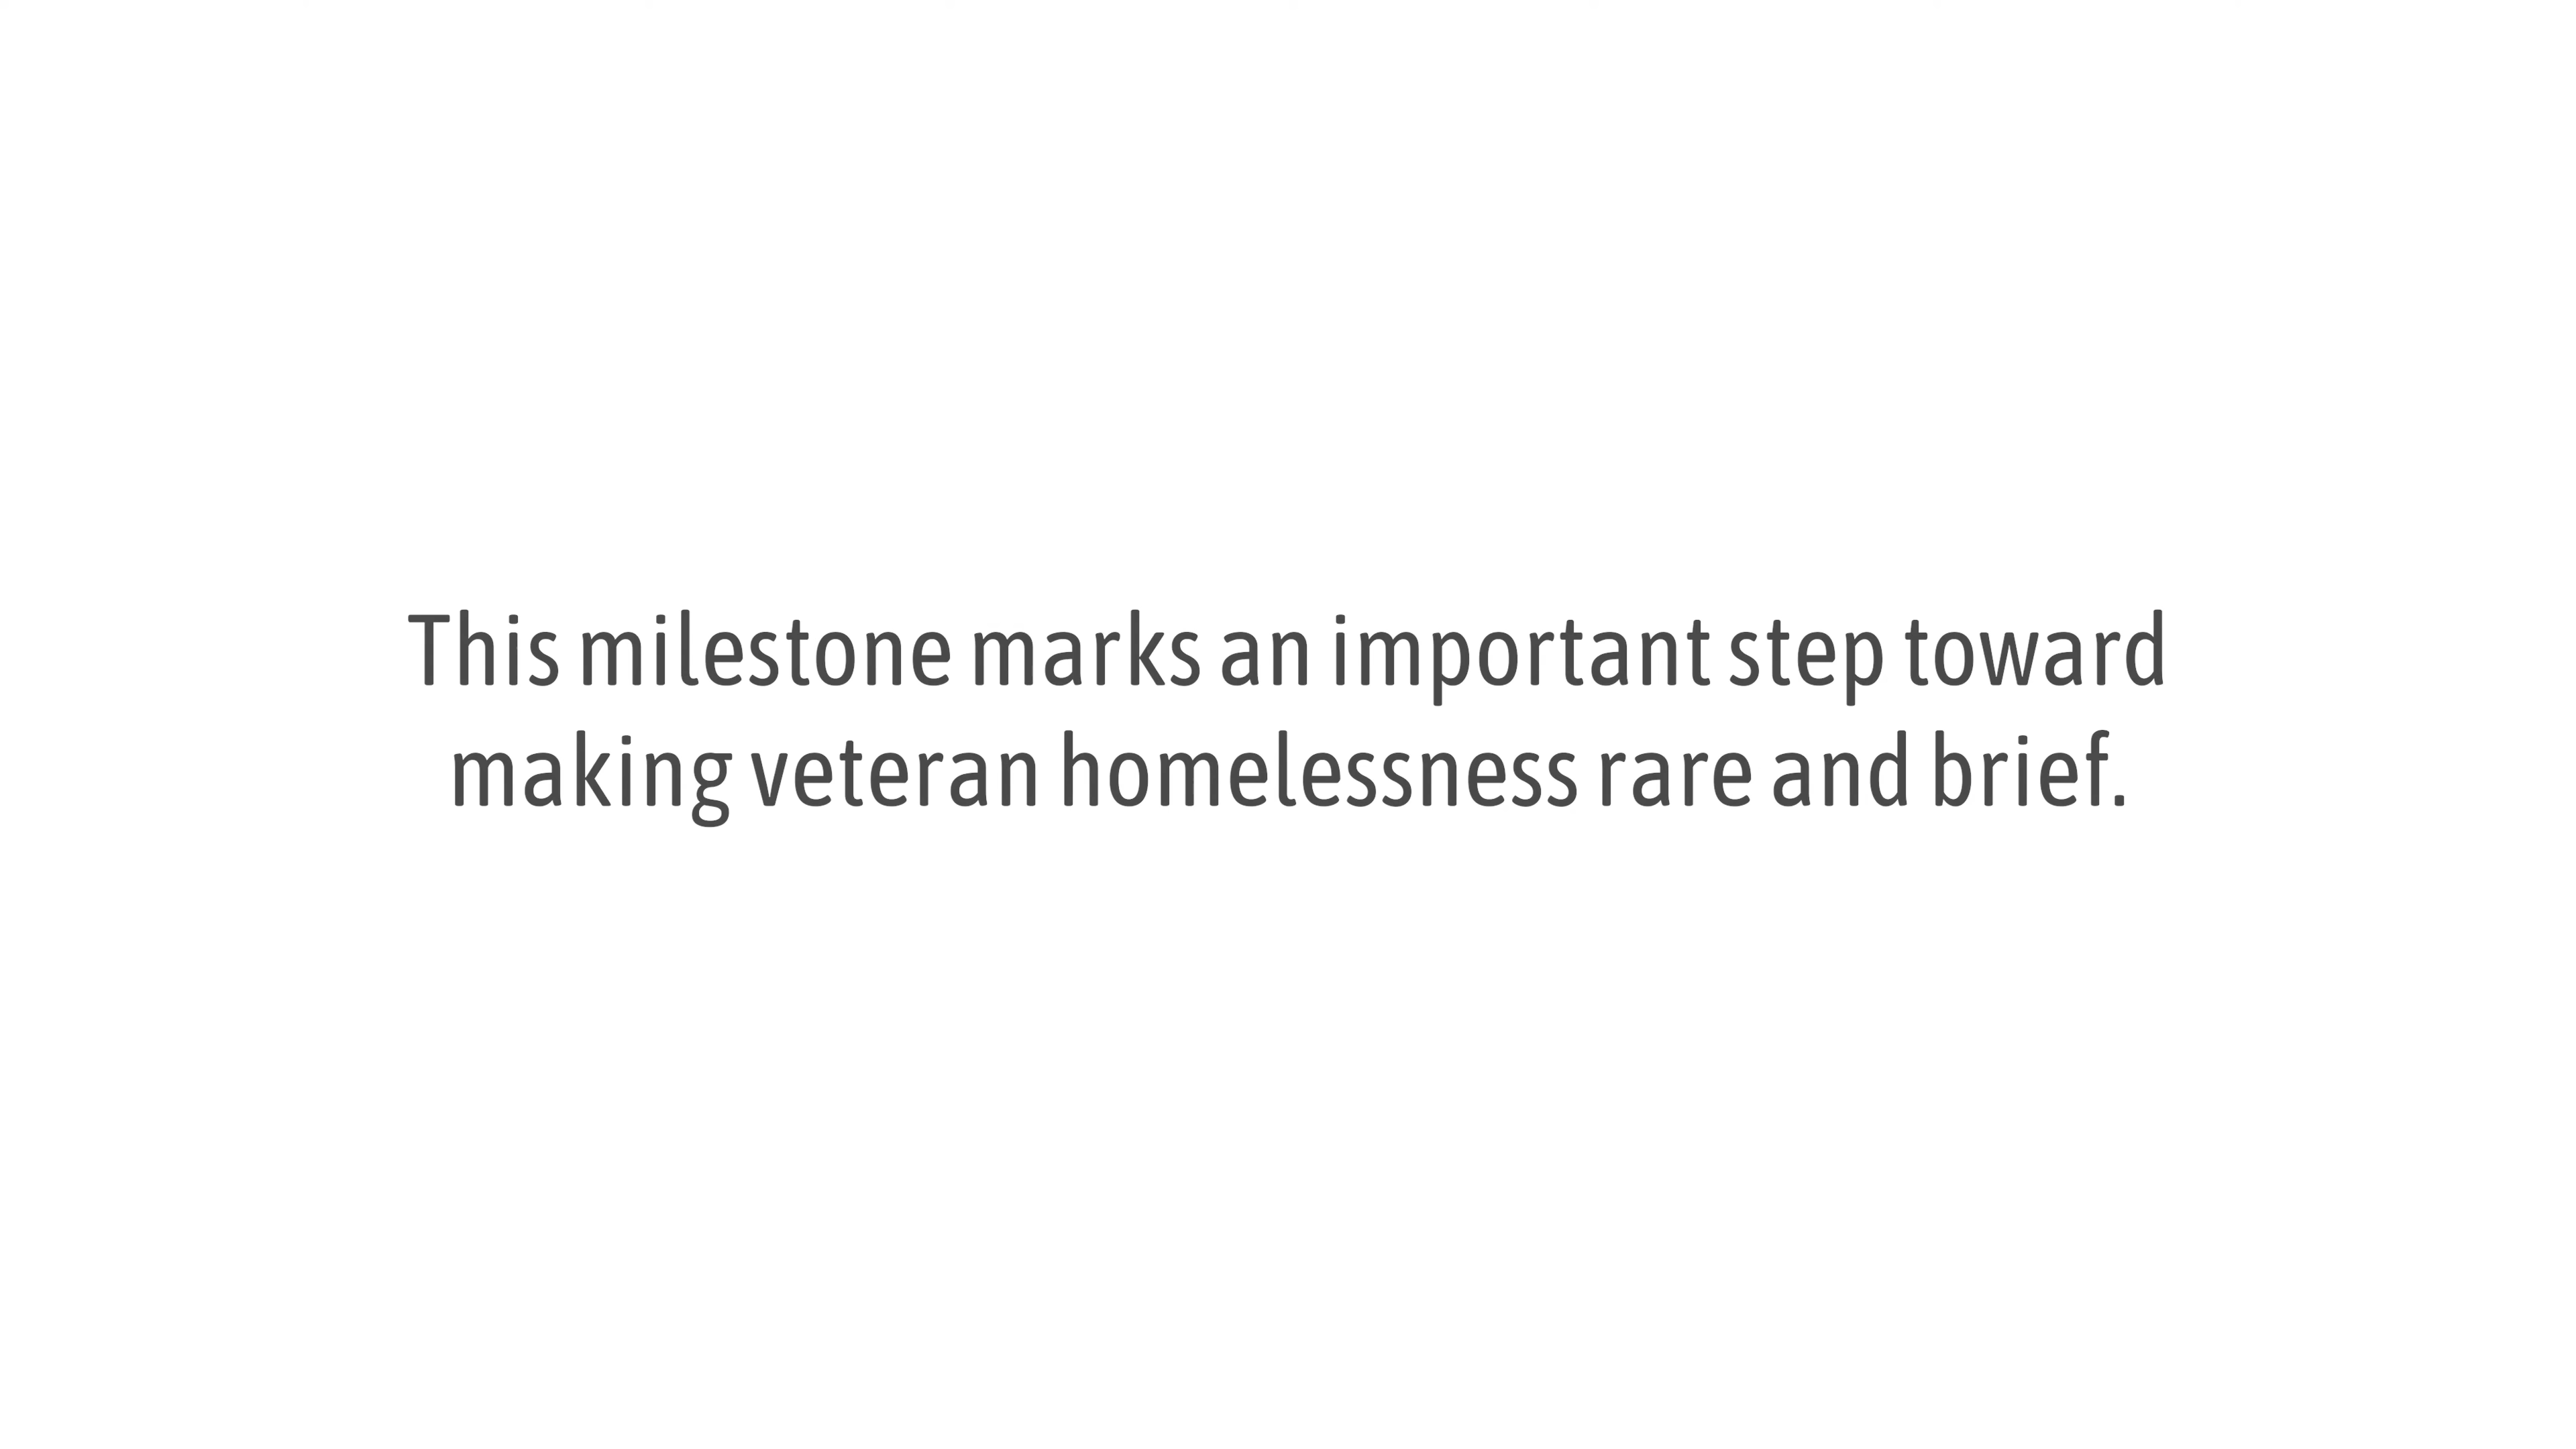 This milestone marks an important step toward
making veteran homelessness rare and brief.